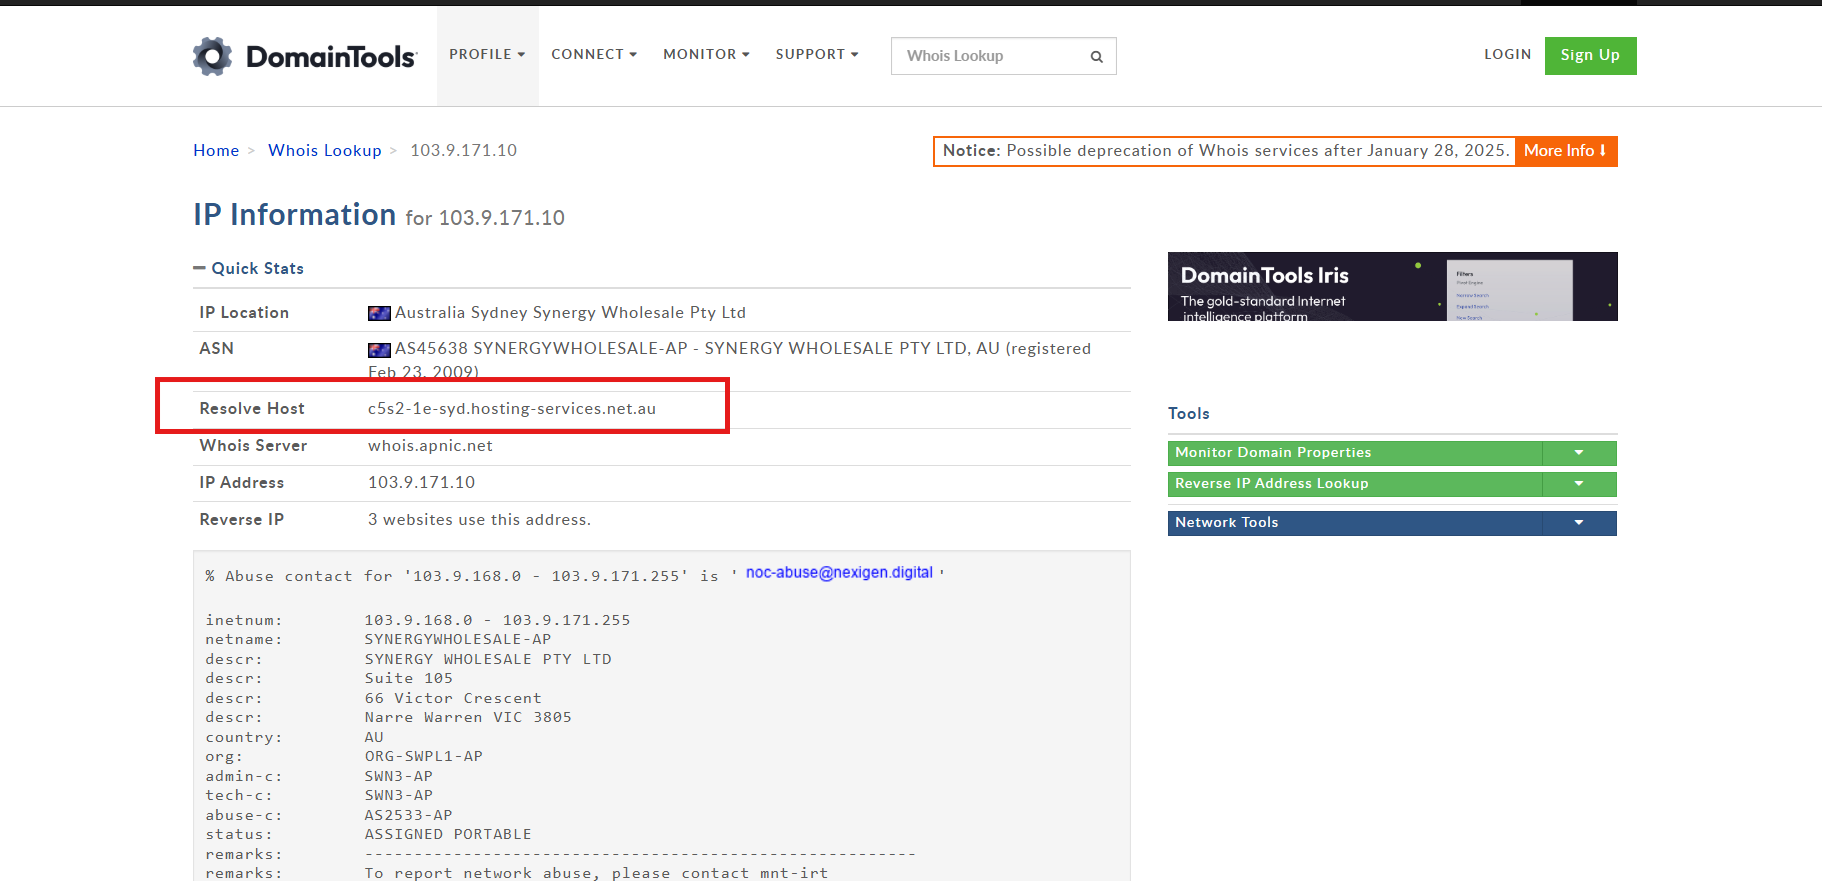 DomainTools
PROFILE CONNECT MONITOR SUPPORT Whois Lookup LOGIN Sign Up
Home > Whois Lookup > 103.9.171.10
Notice: Possible deprecation of Whois services after January 28, 2025. More Info
IP Information for 103.9.171.10
Quick Stats
IP Location Australia Sydney Synergy Wholesale Pty Ltd
ASN AS45638 SYNERGYWHOLESALE-AP - SYNERGY WHOLESALE PTY LTD, AU (registered
Feb 23, 2009)
Resolve Host c5s2-1e-syd.hosting-services.net.au
Whois Server whois.apnic.net
IP Address 103.9.171.10
Reverse IP 3 websites use this address.
% Abuse contact for '103.9.168.0 - 103.9.171.255' is ' noc-abuse@nexigen.digital '
inetnum: 103.9.168.0 - 103.9.171.255
netname: SYNERGYWHOLESALE-AP
descr: SYNERGY WHOLESALE PTY LTD
descr: Suite 105
descr: 66 Victor Crescent
descr: Narre Warren VIC 3805
country: AU
org: ORG-SWPL1-AP
admin-c: SWN3-AP
tech-c: SWN3-AP
abuse-c: AS2533-AP
status: ASSIGNED PORTABLE
remarks: --------------------------------------------------------
remarks: To report network abuse, please contact mnt-irt
DomainTools Iris
The gold-standard Internet
intelligence platform
Filters
New Search
Tools
Monitor Domain Properties
Reverse IP Address Lookup
Network Tools